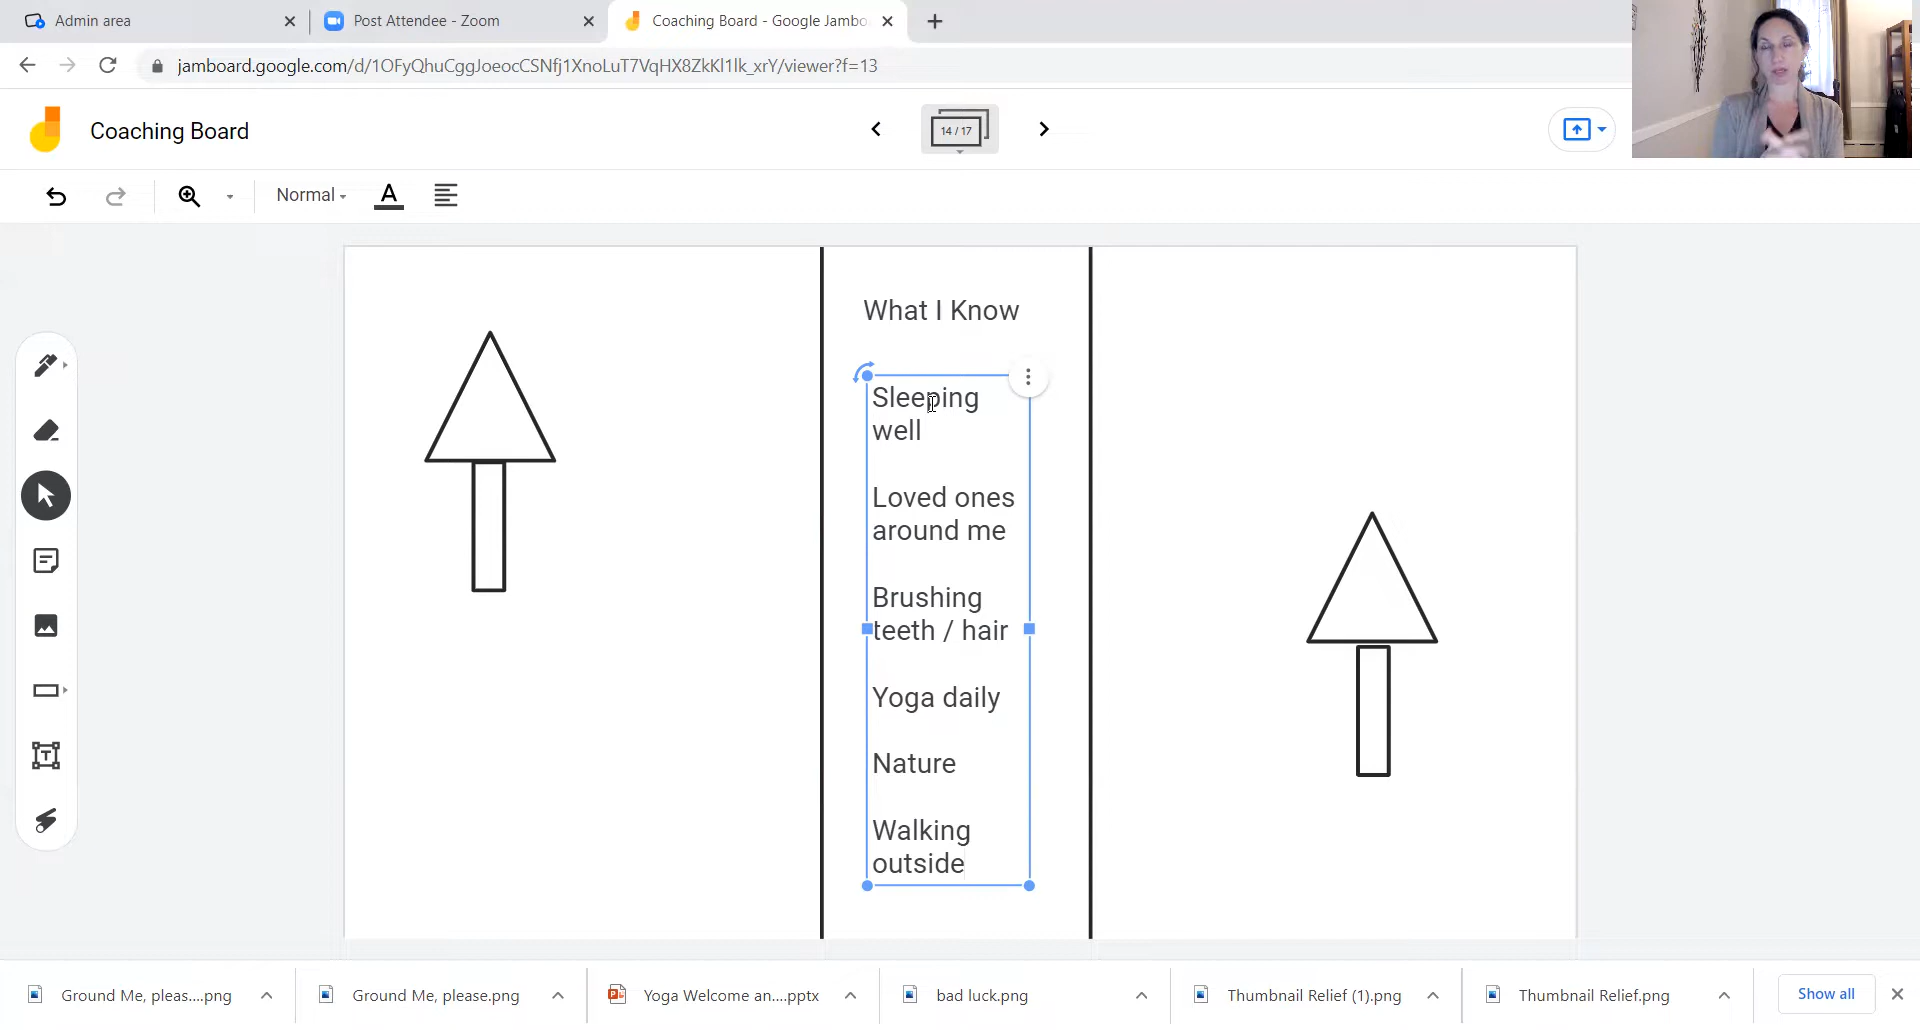 Admin area
Post Attendee - Zoom
Coaching Board - Google Jambo
jamboard.google.com/d/1OFyQhuCggJoeocCSNfj1XnoLuT7VqHX8ZkKl1lk_xrY/viewer?f=13
Coaching Board
14 / 17
Normal
A
What I Know
Sleeping
well
Loved ones
around me
Brushing
teeth / hair
Yoga daily
Nature
Walking
outside
Ground Me, pleas....png
Ground Me, please.png
Yoga Welcome an....pptx
bad luck.png
Thumbnail Relief (1).png
Thumbnail Relief.png
Show all